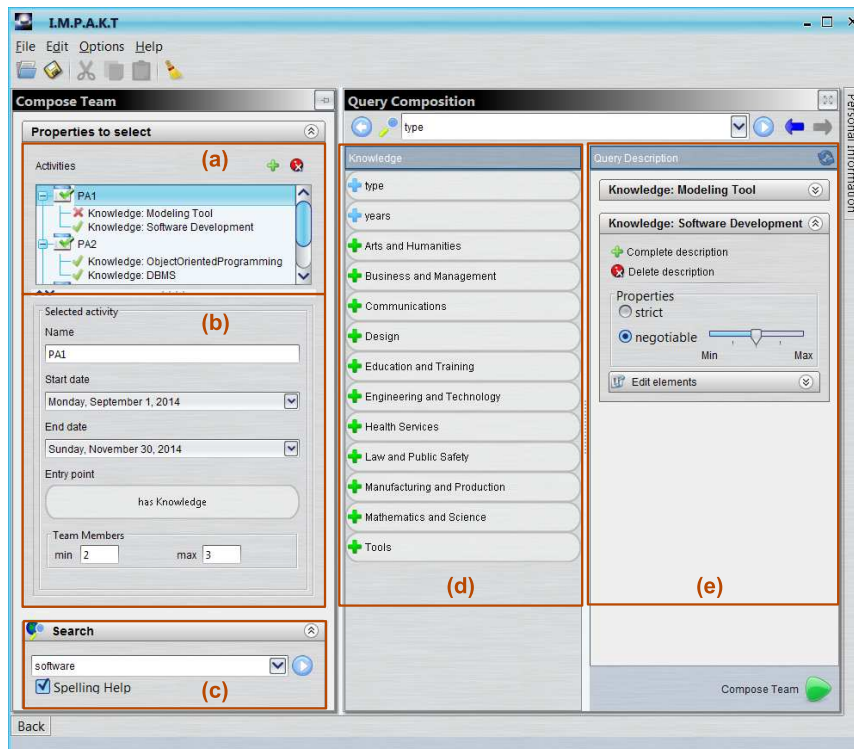 I.M.P.A.K.T
File Edit Options Help
Compose Team
Properties to select
(a)
Activities
PA1
Knowledge: Modeling Tool
Knowledge: Software Development
PA2
Knowledge: ObjectOrientedProgramming
Knowledge: DBMS
Selected activity
(b)
Name
PA1
Start date
Monday, September 1, 2014
End date
Sunday, November 30, 2014
Entry point
has Knowledge
Team Members
min 2 max 3
Search
software
Spelling Help
(c)
Back
Query Composition
type
Knowledge
type
years
Arts and Humanities
Business and Management
Communications
Design
Education and Training
Engineering and Technology
Health Services
Law and Public Safety
Manufacturing and Production
Mathematics and Science
Tools
(d)
Query Description
Knowledge: Modeling Tool
Knowledge: Software Development
Complete description
Delete description
Properties
strict
negotiable
Min Max
Edit elements
(e)
Compose Team
Personal Information